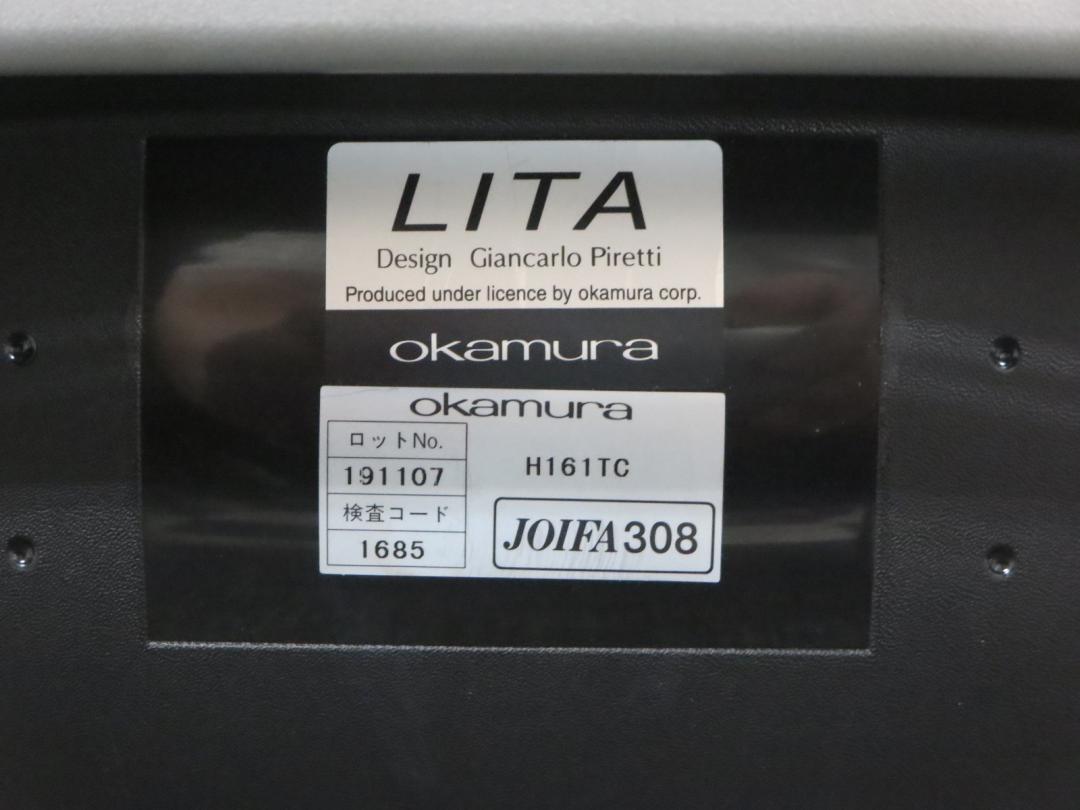 LITA
Design Giancarlo Piretti
Produced under licence by okamura corp.
okamura
okamura
ロットNo.
191107
H161TC
検査コード
1685
JOIFA308